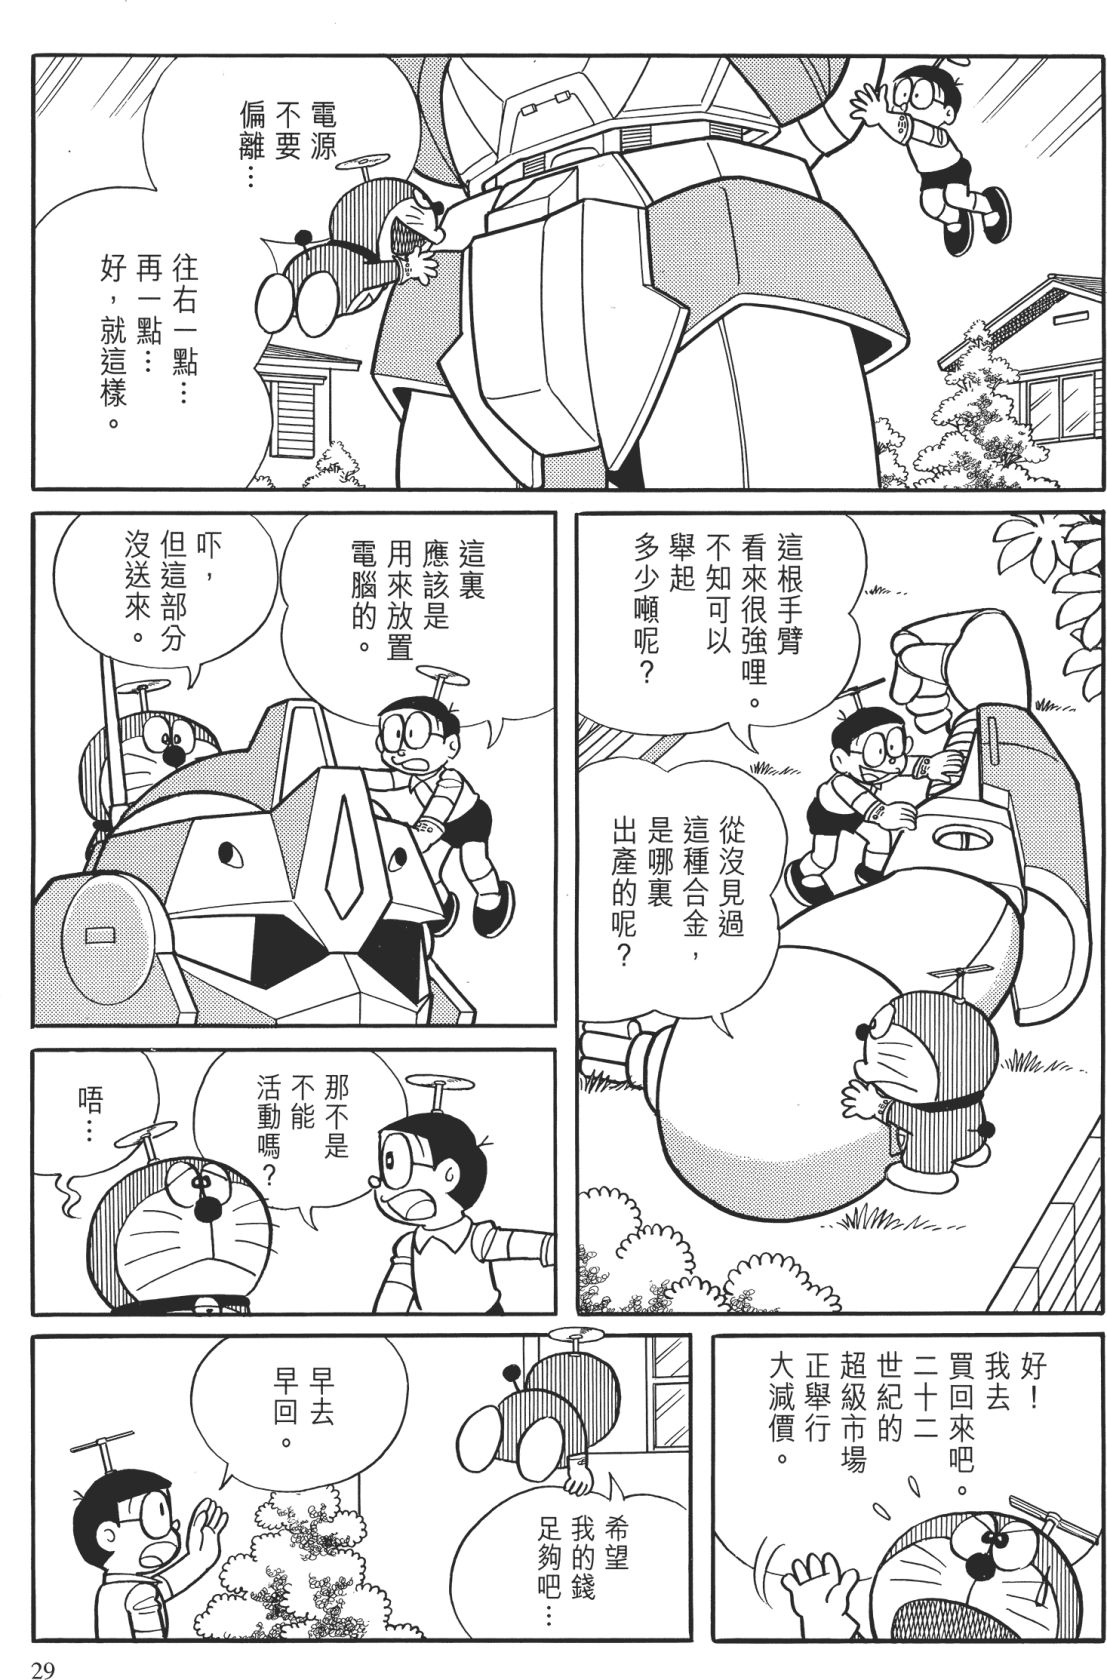 電源
不要
偏離…
往右一點…
再一點…
好，就這樣。
這根手臂
看來很強哩。
不知可以
舉起
多少噸呢？
從沒見過
這種合金，
是哪裏
出產的呢？
這裏
應該是
用來放置
電腦的。
吓，
但這部分
沒送來。
那不是
不能
活動嗎？
唔…
好！
我去
買回來吧。
二十二
世紀的
超級市場
正舉行
大減價。
希望
我的錢
足夠吧…
早去
早回。
29